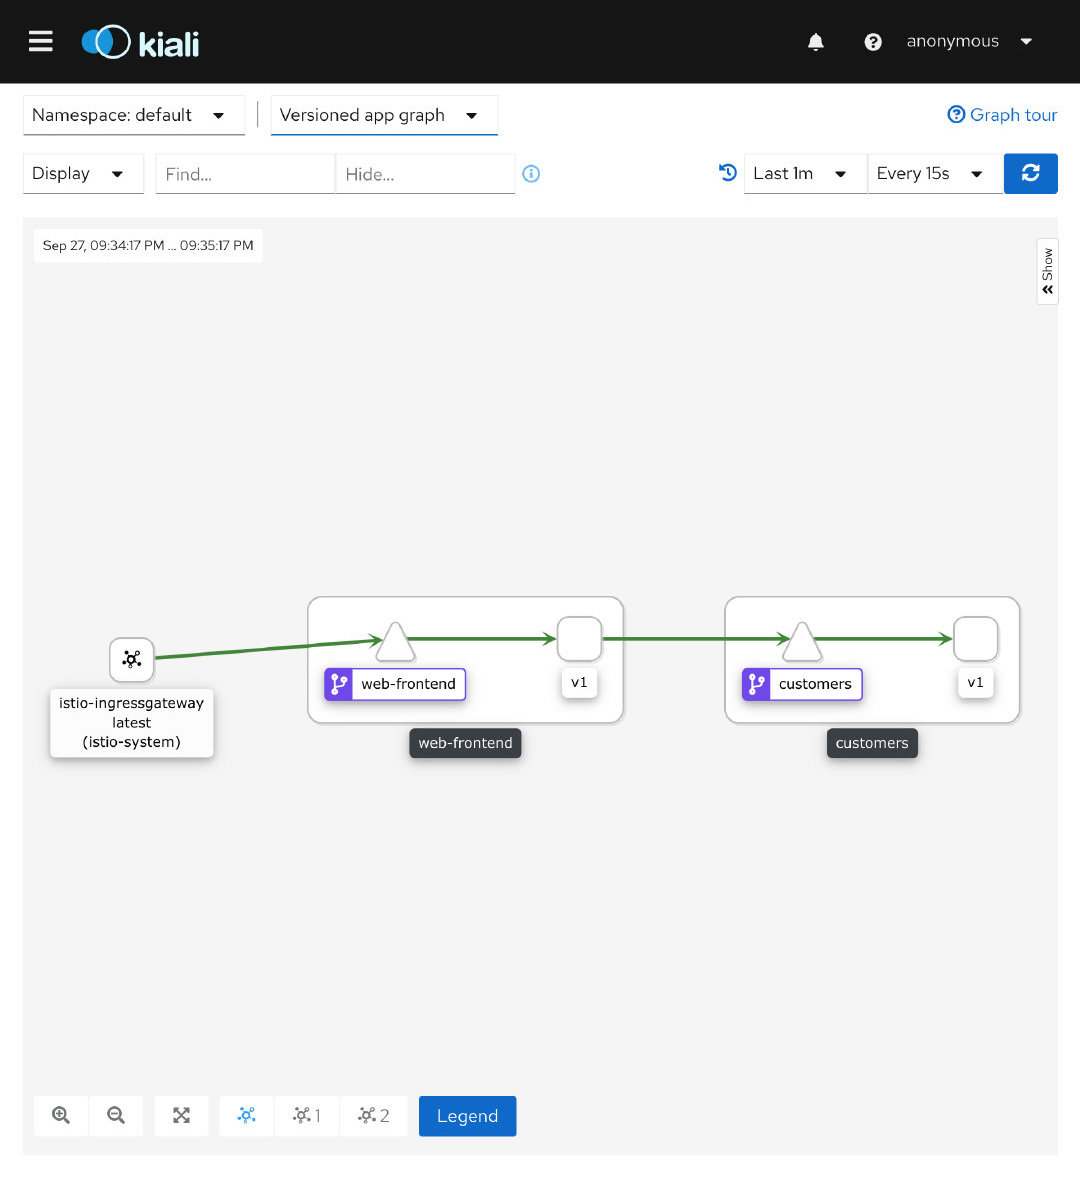 kiali
anonymous
Namespace: default
Versioned app graph
Graph tour
Display
Find...
Hide...
Last 1m
Every 15s
Sep 27, 09:34:17 PM ... 09:35:17 PM
Show
web-frontend
v1
customers
v1
istio-ingressgateway
latest
(istio-system)
web-frontend
customers
1
2
Legend